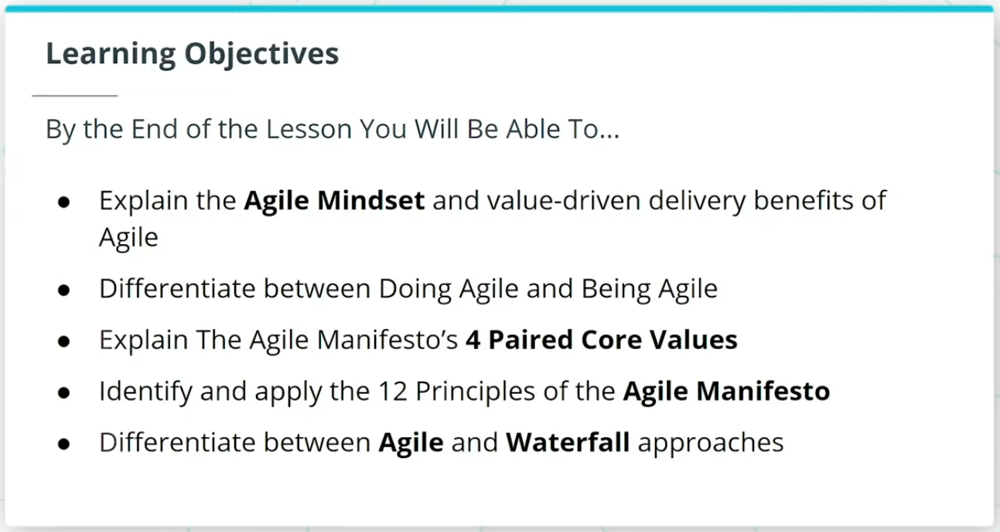 Learning Objectives
By the End of the Lesson You Will Be Able To...
● Explain the Agile Mindset and value-driven delivery benefits of
Agile
● Differentiate between Doing Agile and Being Agile
● Explain The Agile Manifesto’s 4 Paired Core Values
● Identify and apply the 12 Principles of the Agile Manifesto
● Differentiate between Agile and Waterfall approaches